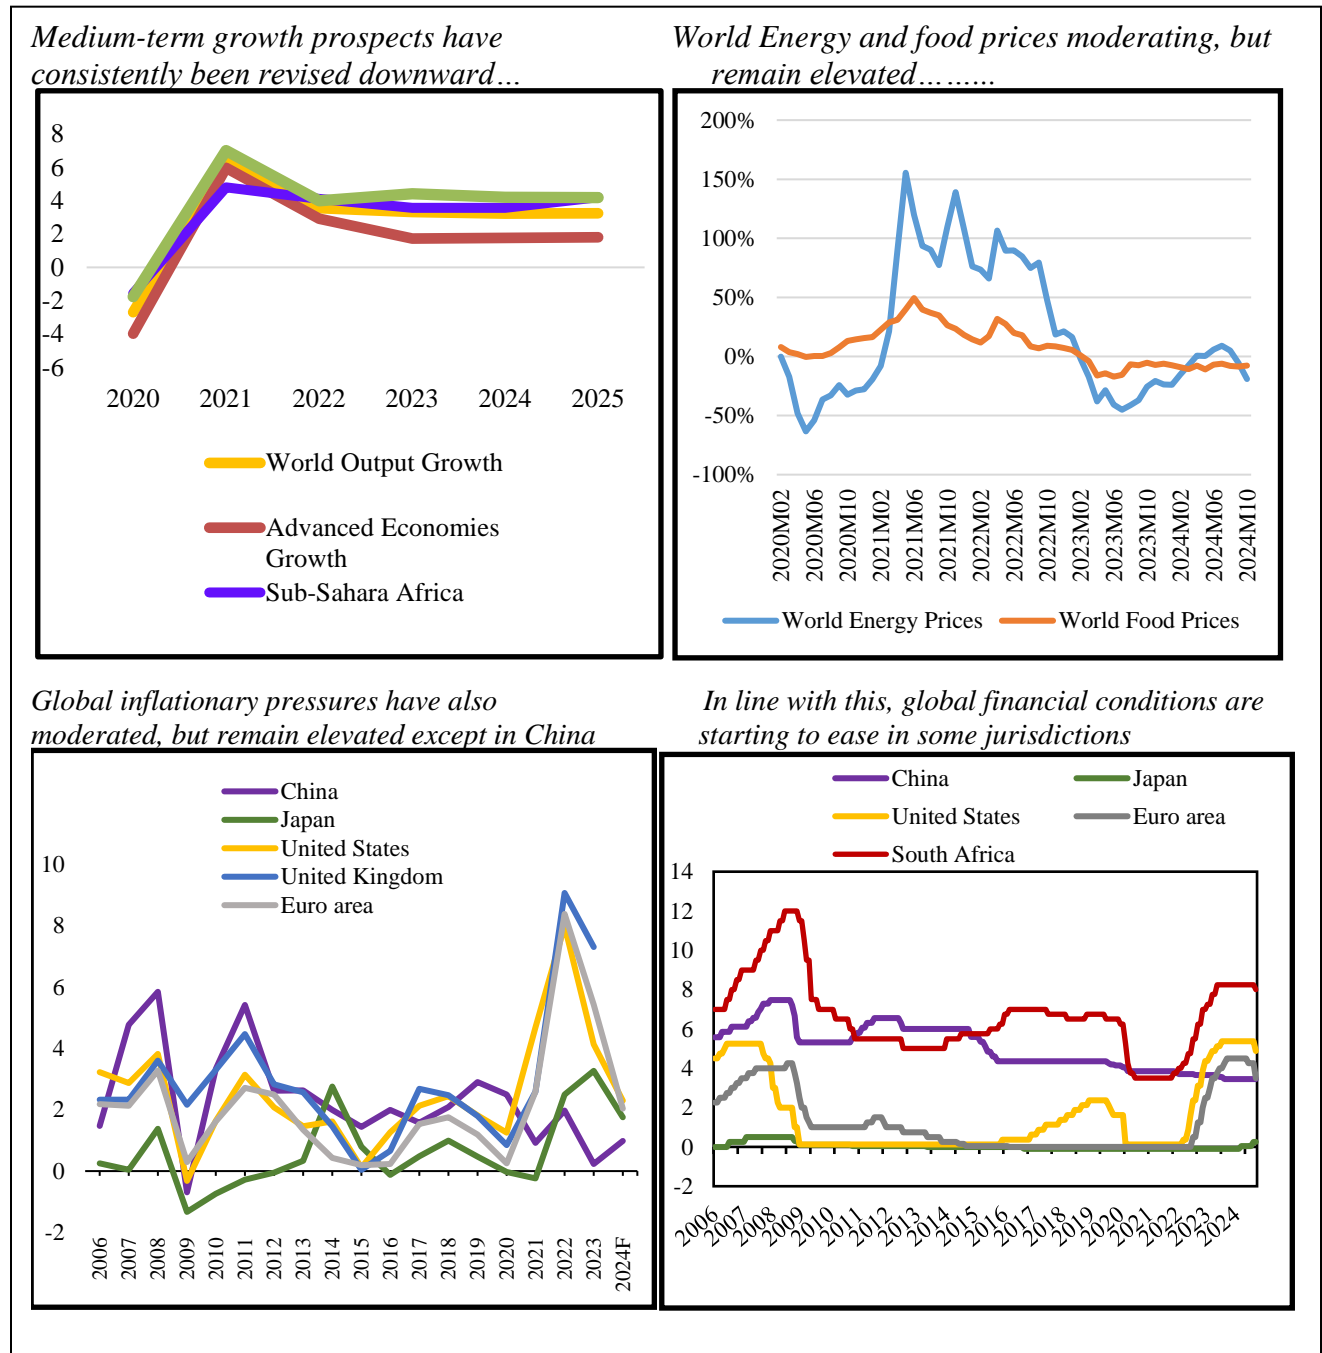 Medium-term growth prospects have
consistently been revised downward…
8
6
4
2
0
-2
-4
-6
2020 2021 2022 2023 2024 2025
World Output Growth
Advanced Economies
Growth
Sub-Sahara Africa
World Energy and food prices moderating, but
remain elevated……...
200%
150%
100%
50%
0%
-50%
-100%
2020M02
2020M06
2020M10
2021M02
2021M06
2021M10
2022M02
2022M06
2022M10
2023M02
2023M06
2023M10
2024M02
2024M06
2024M10
World Energy Prices World Food Prices
Global inflationary pressures have also
moderated, but remain elevated except in China
China
Japan
United States
United Kingdom
Euro area
10
8
6
4
2
0
-2
2006
2007
2008
2009
2010
2011
2012
2013
2014
2015
2016
2017
2018
2019
2020
2021
2022
2023
2024F
In line with this, global financial conditions are
starting to ease in some jurisdictions
China Japan
United States Euro area
South Africa
14
12
10
8
6
4
2
0
-2
2006
2007
2008
2009
2010
2011
2012
2013
2014
2015
2016
2017
2018
2019
2020
2021
2022
2023
2024